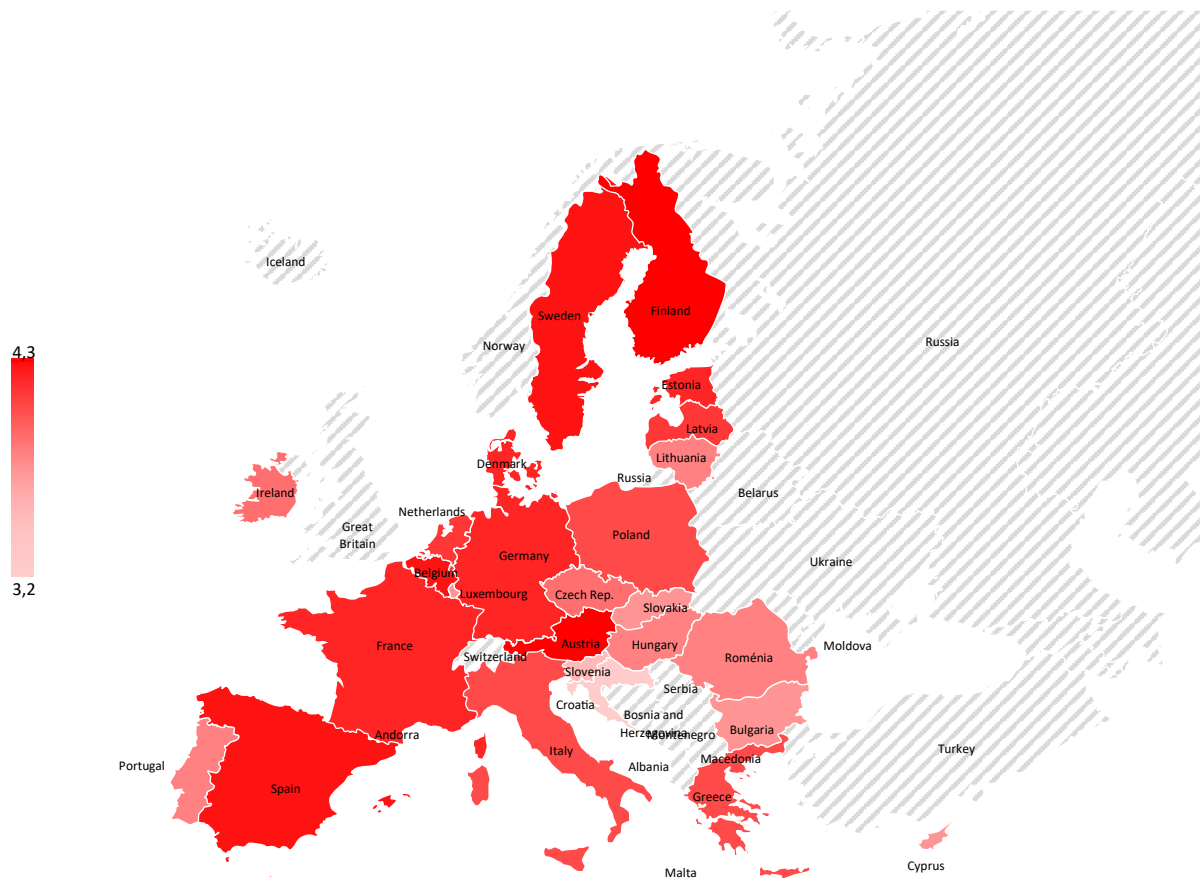 Iceland
Sweden
Finland
Norway
Russia
4,3
Estonia
Latvia
Denmark
Lithuania
Russia
Ireland
Belarus
Netherlands
Great
Britain
Poland
Germany
Ukraine
Belgium
3,2
Luxembourg
Czech Rep.
Slovakia
France
Austria
Hungary
Moldova
Switzerland
Roménia
Slovenia
Serbia
Croatia
Bosnia and
Herzegovina
Montenegro
Bulgaria
Andorra
Italy
Turkey
Macedonia
Portugal
Albania
Spain
Greece
Cyprus
Malta